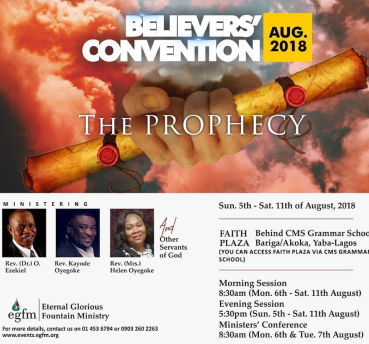 BELIEVERS'
CONVENTION
AUG.
2018
THE PROPHECY
MINISTERING
Rev. (Dr.) O.
Ezekiel
Rev. Kayode
Oyegoke
Rev. (Mrs.)
Helen Oyegoke
And
Other
Servants
of God
egfm
Eternal Glorious
Fountain Ministry
For more details, contact us on 01 453 6794 or 0903 260 2263
www.events.egfm.org
Sun. 5th - Sat. 11th of August, 2018
FAITH PLAZA
Behind CMS Grammar Schoo
Bariga/Akoka, Yaba-Lagos
(YOU CAN ACCESS FAITH PLAZA VIA CMS GRAMMAR
SCHOOL)
Morning Session
8:30am (Mon. 6th - Sat. 11th August)
Evening Session
5:30pm (Sun. 5th - Sat. 11th August)
Ministers' Conference
8:30am (Mon. 6th & Tue. 7th August)